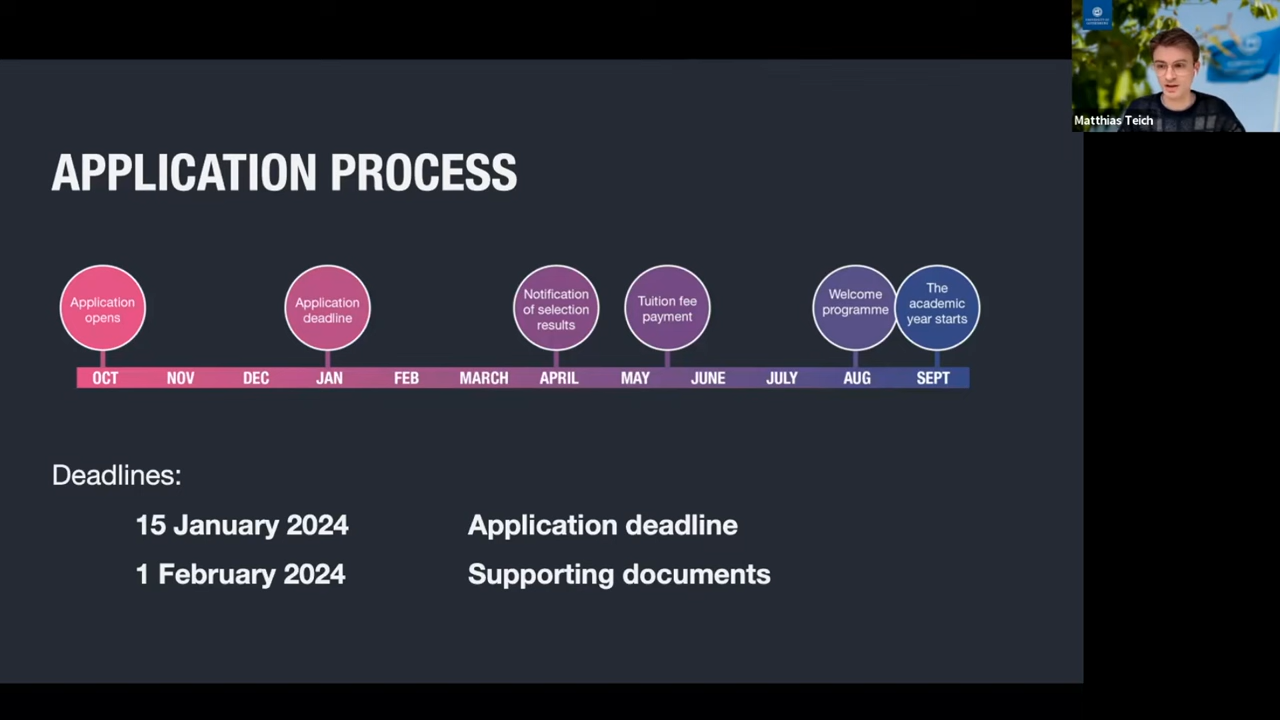 Matthias Teich
APPLICATION PROCESS
Application
opens
Application
deadline
Notification
of selection
results
Tuition fee
payment
Welcome
programme
The
academic
year starts
OCT NOV DEC JAN FEB MARCH APRIL MAY JUNE JULY AUG SEPT
Deadlines:
15 January 2024 Application deadline
1 February 2024 Supporting documents